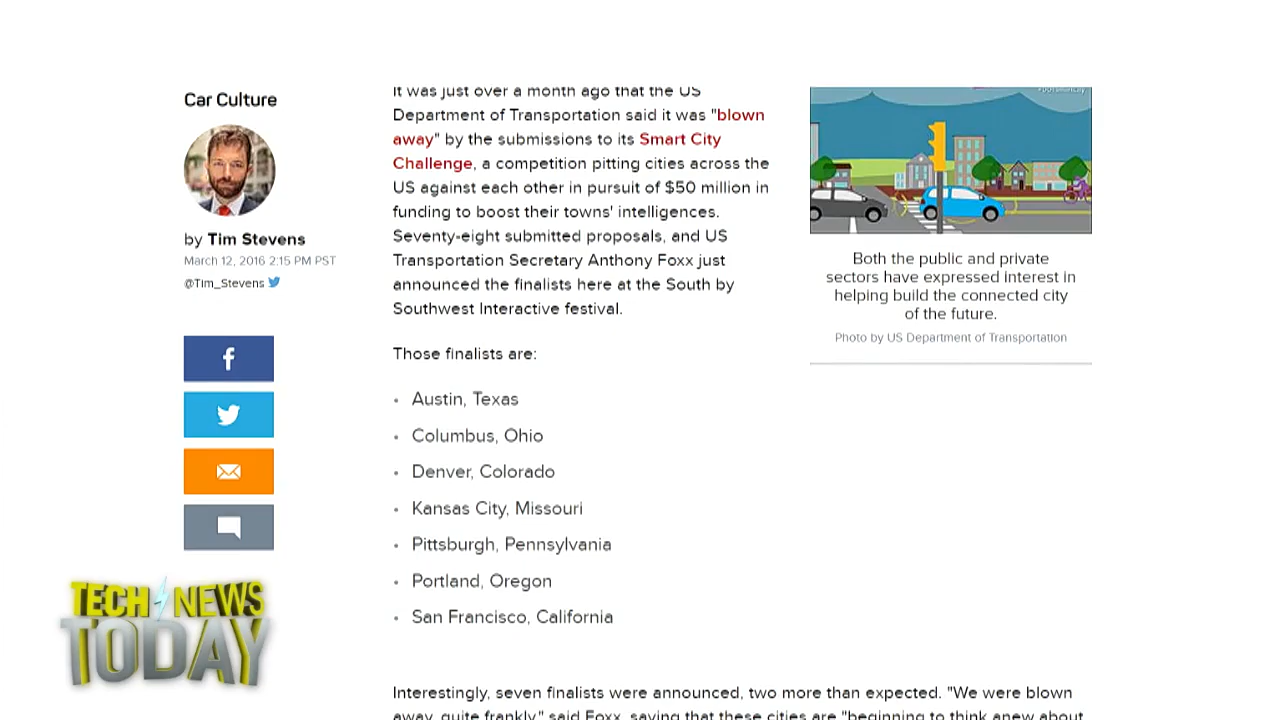 Car Culture
by Tim Stevens
March 12, 2016 2:15 PM PST
@Tim_Stevens
It was just over a month ago that the US
Department of Transportation said it was "blown
away" by the submissions to its Smart City
Challenge, a competition pitting cities across the
US against each other in pursuit of $50 million in
funding to boost their towns' intelligences.
Seventy-eight submitted proposals, and US
Transportation Secretary Anthony Foxx just
announced the finalists here at the South by
Southwest Interactive festival.
Those finalists are:
• Austin, Texas
• Columbus, Ohio
• Denver, Colorado
• Kansas City, Missouri
• Pittsburgh, Pennsylvania
• Portland, Oregon
• San Francisco, California
Interestingly, seven finalists were announced, two more than expected. "We were blown
away, quite frankly," said Foxx, saying that these cities are "beginning to think anew about
Both the public and private
sectors have expressed interest in
helping build the connected city
of the future.
Photo by US Department of Transportation
TECH NEWS
TODAY